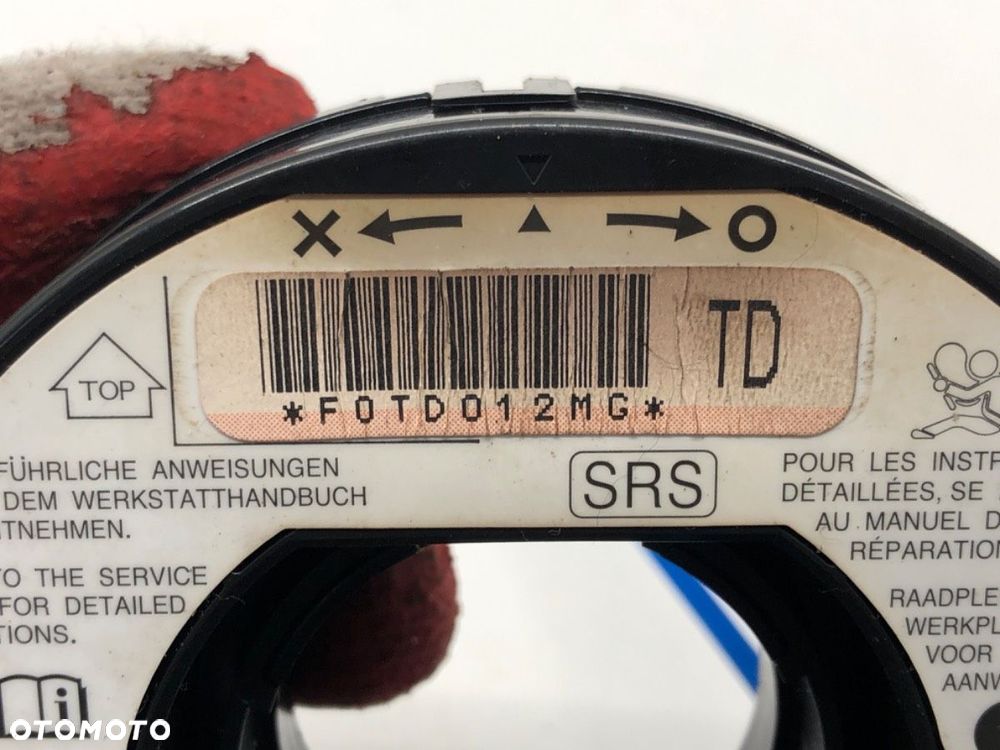 TD
*F0TD012MG*
TOP
SRS
FÜHRLICHE ANWEISUNGEN
DEM WERKSTATTHANDBUCH
NTNEHMEN.
TO THE SERVICE
FOR DETAILED
TIONS.
POUR LES INSTR
DÉTAILLÉES, SE
AU MANUEL D
RÉPARATION
RAADPLE
WERKPL
VOOR
AANW
i
OTOMOTO